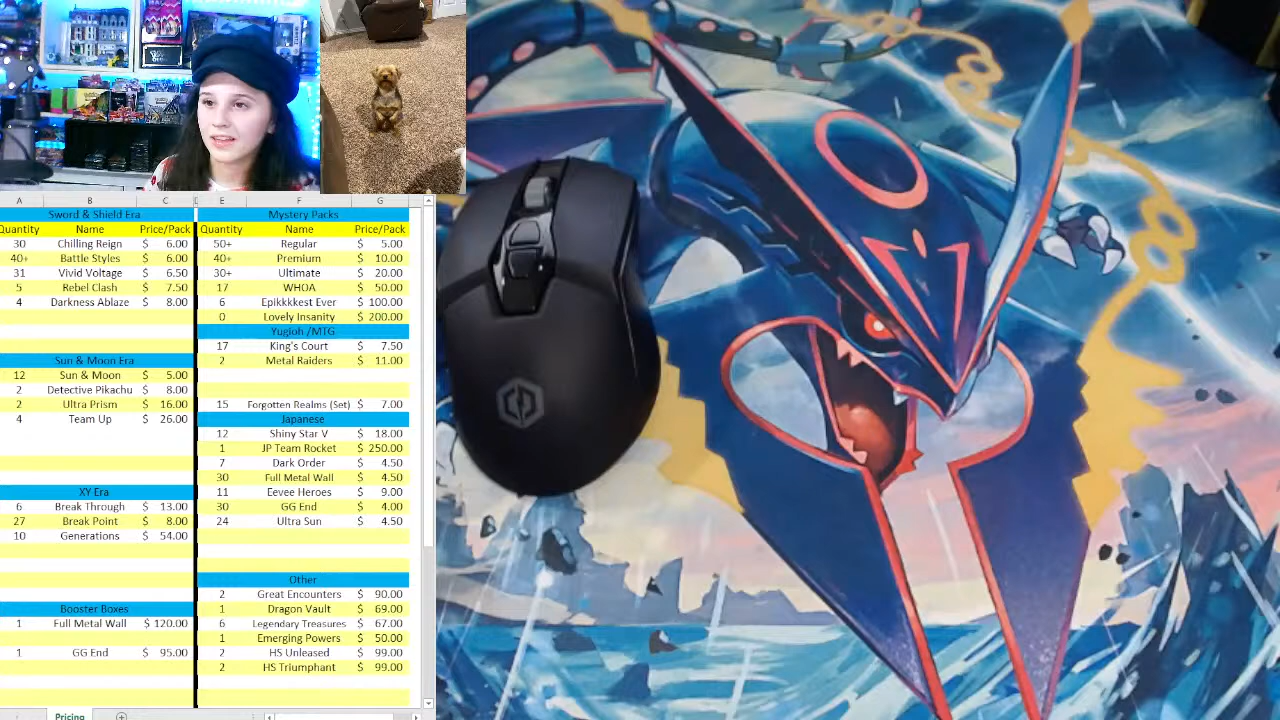 A B C E F G
Sword & Shield Era
Quantity Name Price/Pack
30 Chilling Reign $ 6.00
40+ Battle Styles $ 6.00
31 Vivid Voltage $ 6.50
5 Rebel Clash $ 7.50
4 Darkness Ablaze $ 8.00
Sun & Moon Era
12 Sun & Moon $ 5.00
2 Detective Pikachu $ 8.00
2 Ultra Prism $ 16.00
4 Team Up $ 26.00
XY Era
6 Break Through $ 13.00
27 Break Point $ 8.00
10 Generations $ 54.00
Booster Boxes
1 Full Metal Wall $ 120.00
1 GG End $ 95.00
Mystery Packs
Quantity Name Price/Pack
50+ Regular $ 5.00
40+ Premium $ 10.00
30+ Ultimate $ 20.00
17 WHOA $ 50.00
6 Epikkkkest Ever $ 100.00
0 Lovely Insanity $ 200.00
Yugioh /MTG
17 King's Court $ 7.50
2 Metal Raiders $ 11.00
15 Forgotten Realms (Set) $ 7.00
Japanese
12 Shiny Star V $ 18.00
1 JP Team Rocket $ 250.00
7 Dark Order $ 4.50
30 Full Metal Wall $ 4.50
11 Eevee Heroes $ 9.00
30 GG End $ 4.00
24 Ultra Sun $ 4.50
Other
2 Great Encounters $ 90.00
1 Dragon Vault $ 69.00
6 Legendary Treasures $ 67.00
1 Emerging Powers $ 50.00
2 HS Unleased $ 99.00
2 HS Triumphant $ 99.00
Pricing